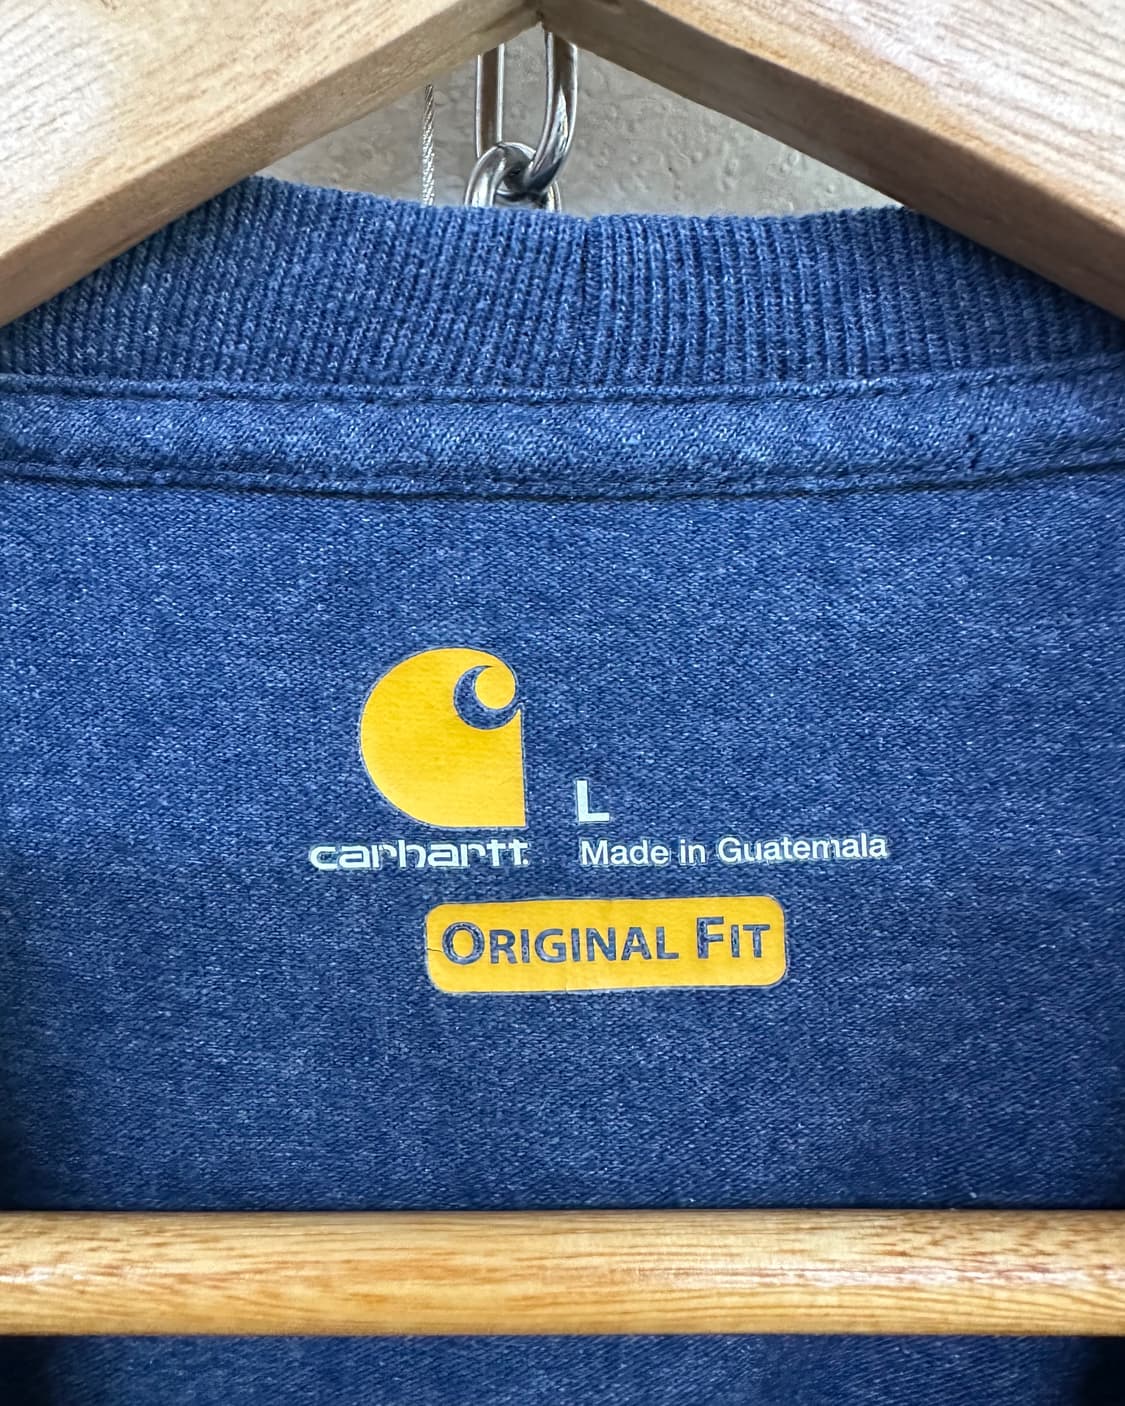 L
carhartt
Made in Guatemala
ORIGINAL FIT